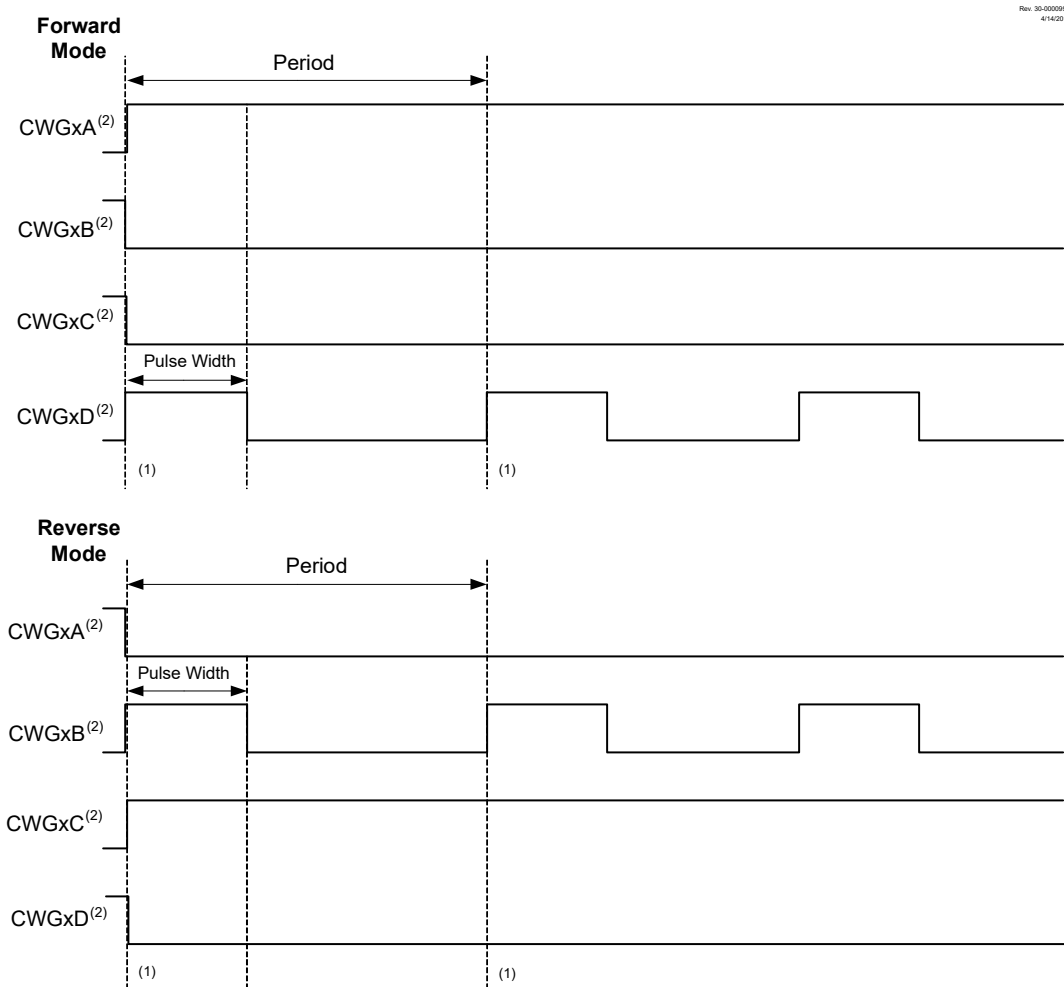 Rev. 30-000099
4/14/20
Forward
Mode
Period
CWGxA(2)
CWGxB(2)
CWGxC(2)
Pulse Width
CWGxD(2)
(1)
(1)
Reverse
Mode
Period
CWGxA(2)
Pulse Width
CWGxB(2)
CWGxC(2)
CWGxD(2)
(1)
(1)